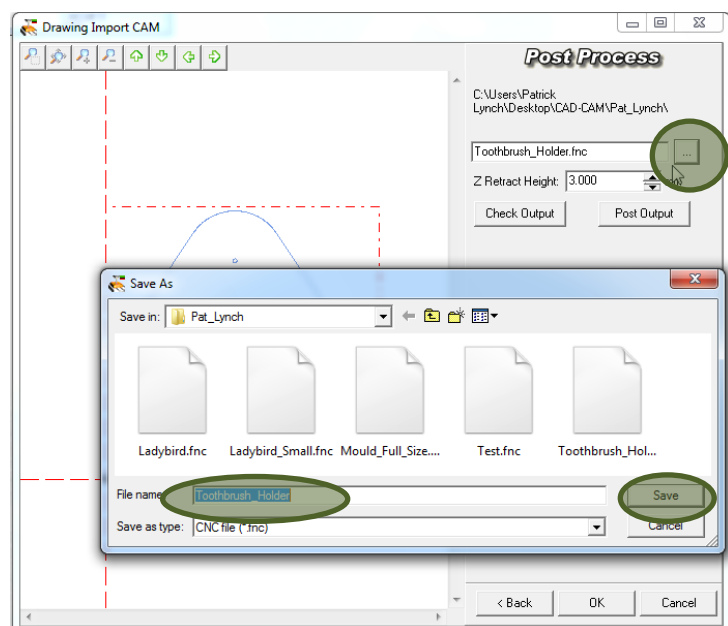 Drawing Import CAM
Post Process
C:\Users\Patrick
Lynch\Desktop\CAD-CAM\Pat_Lynch\
Toothbrush_Holder.fnc
...
Z Retract Height: 3.000
Check Output
Post Output
Save As
Save in: Pat_Lynch
Ladybird.fnc
Ladybird_Small.fnc
Mould_Full_Size....
Test.fnc
Toothbrush_Hol...
File name: Toothbrush_Holder
Save
Save as type: CNC file (*.fnc)
Cancel
< Back
OK
Cancel